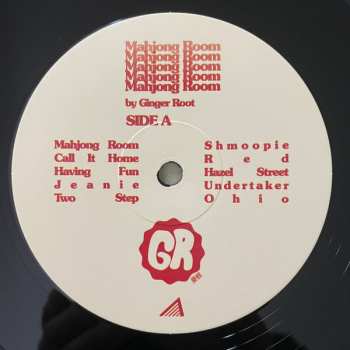 Mahjong Room
Mahjong Room
Mahjong Room
Mahjong Room
Mahjong Room
by Ginger Root
SIDE A
Mahjong Room
Call It Home
Having Fun
Jeanie
Two Step
Shmoopie
Red
Hazel Street
Undertaker
Ohio
GR